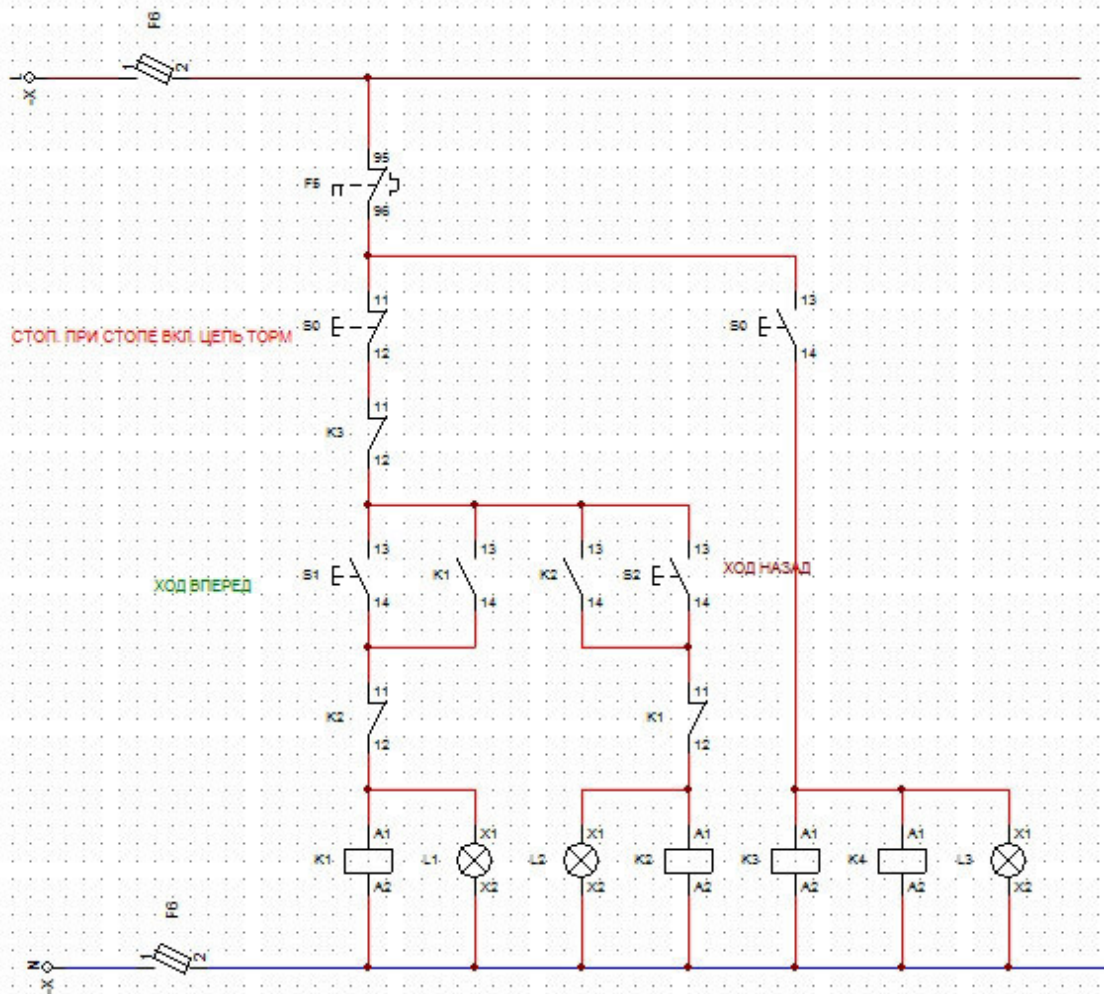 F6
1 2
-X
95
F5
96
11 13
СТОП. ПРИ СТОПЕ ВКЛ. ЦЕПЬ ТОРМ S0 S0
12 14
11
K3
12
13 13 13 13
ХОД ВПЕРЕД S1 K1 K2 S2 ХОД НАЗАД
14 14 14 14
11 11
K2 K1
12 12
A1 X1 X1 A1 A1 A1 X1
K1 L1 L2 K2 K3 K4 L3
A2 X2 X2 A2 A2 A2 X2
F6
1 2
N
-X